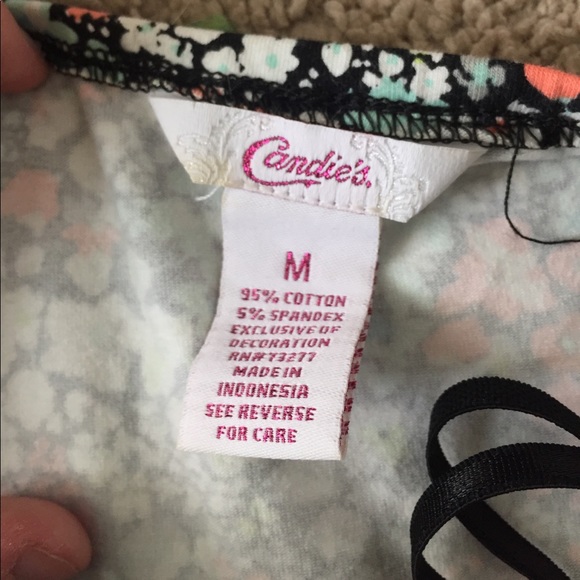 Candie's.
M
95% COTTON
5% SPANDEX
EXCLUSIVE OF
DECORATION
RN#73277
MADE IN
INDONESIA
SEE REVERSE
FOR CARE